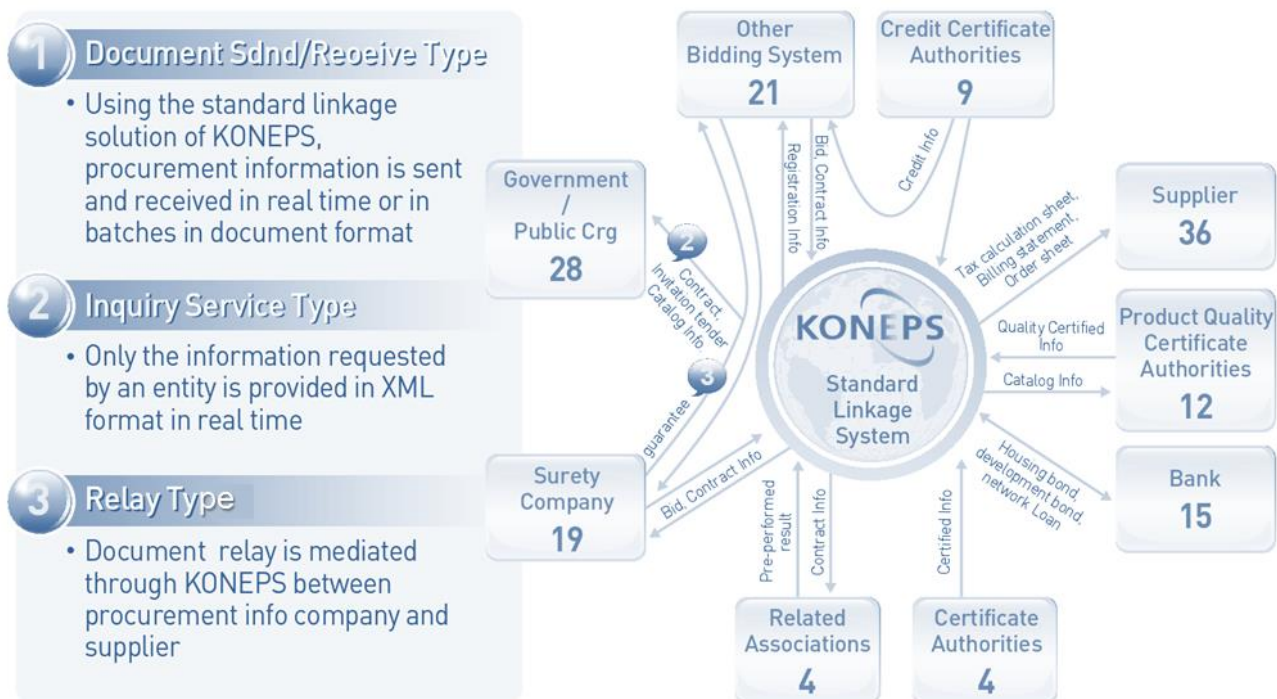 1 Document Sdnd/Reoeive Type
• Using the standard linkage
solution of KONEPS,
procurement information is sent
and received in real time or in
batches in document format
2 Inquiry Service Type
• Only the information requested
by an entity is provided in XML
format in real time
3 Relay Type
• Document relay is mediated
through KONEPS between
procurement info company and
supplier
Other
Bidding System
21
Credit Certificate
Authorities
9
Government
/
Public Crg
28
Supplier
36
Product Quality
Certificate
Authorities
12
Bank
15
Surety
Company
19
Related
Associations
4
Certificate
Authorities
4
KONEPS
Standard
Linkage
System
Registration Info
Bid, Contract Info
Credit Info
Tax calculation sheet,
Billing statement,
Order sheet
Quality Certified
Info
Catalog Info
Housing bond,
development bond,
network Loan
Certified Info
Contract Info
Pre-performed
result
Bid, Contract Info
guarantee
3
2
Contract,
Invitation tender
Catalog Info